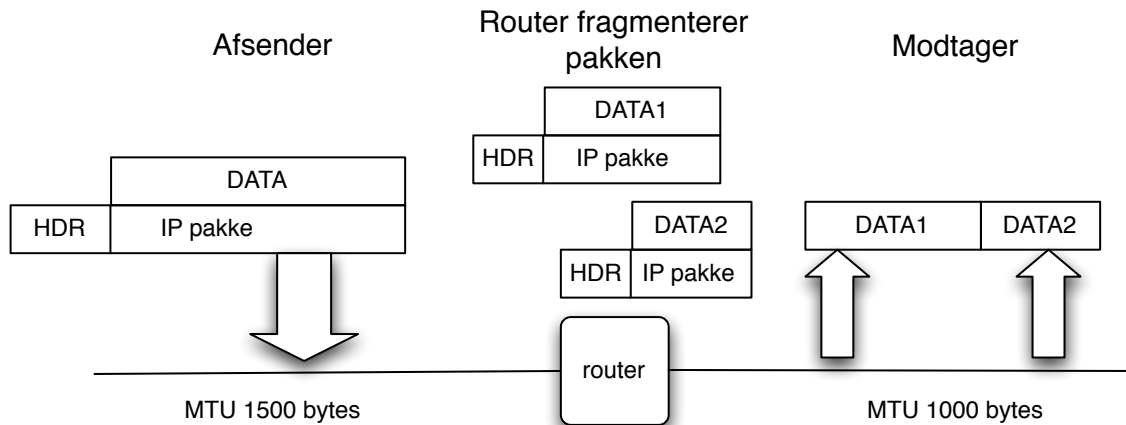 Afsender
Router fragmenterer
pakken
Modtager
DATA
HDR IP pakke
DATA1
HDR IP pakke
DATA2
HDR IP pakke
DATA1 DATA2
router
MTU 1500 bytes
MTU 1000 bytes